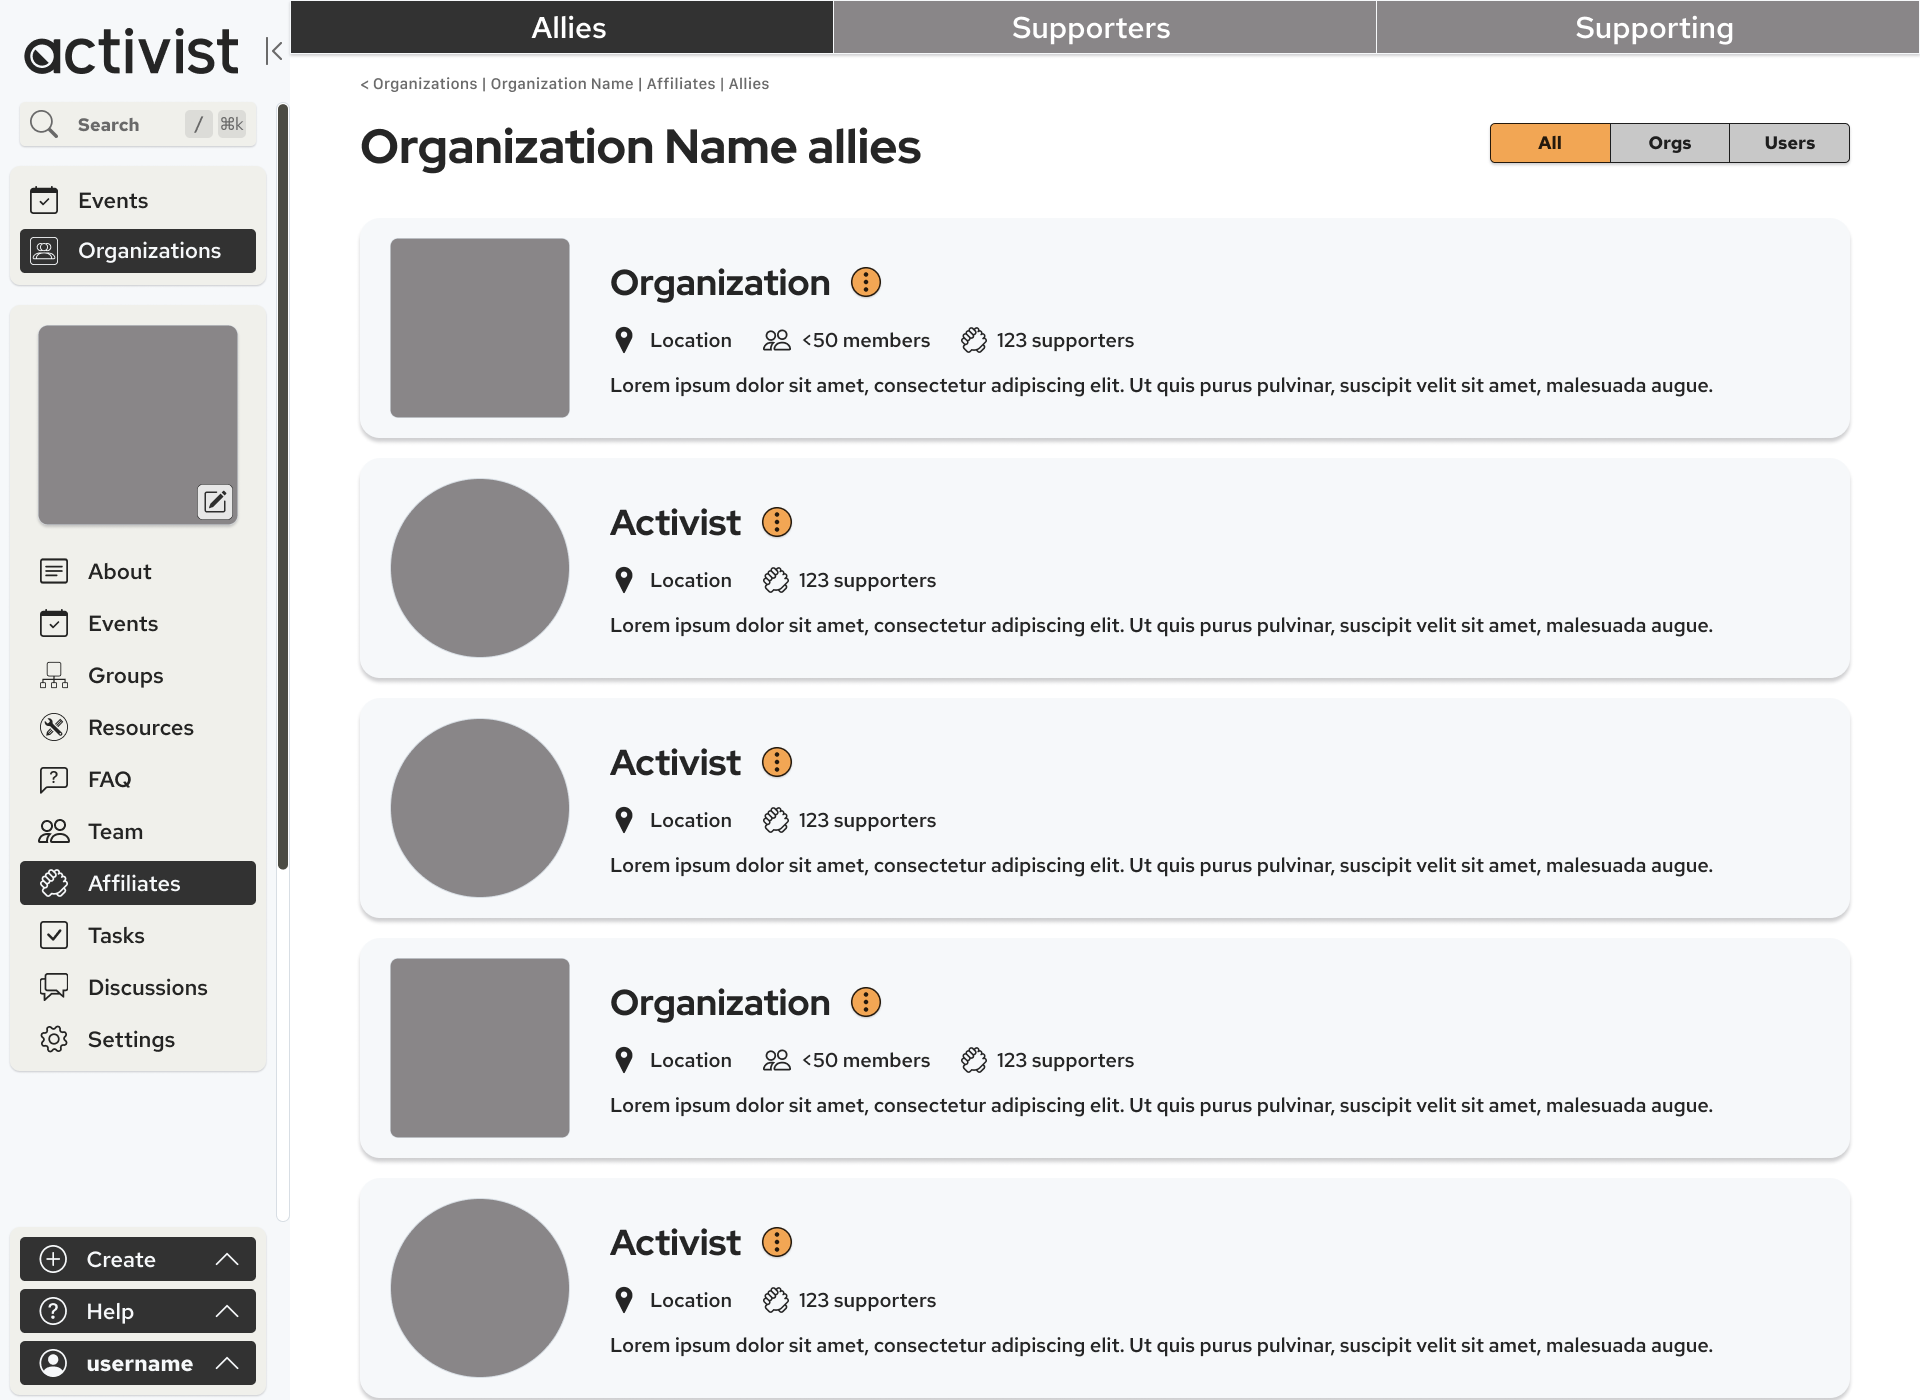 activist
Search / ⌘k
Events
Organizations
About
Events
Groups
Resources
FAQ
Team
Affiliates
Tasks
Discussions
Settings
Create
Help
username
Allies Supporters Supporting
< Organizations | Organization Name | Affiliates | Allies
Organization Name allies
All Orgs Users
Organization
Location <50 members 123 supporters
Lorem ipsum dolor sit amet, consectetur adipiscing elit. Ut quis purus pulvinar, suscipit velit sit amet, malesuada augue.
Activist
Location 123 supporters
Lorem ipsum dolor sit amet, consectetur adipiscing elit. Ut quis purus pulvinar, suscipit velit sit amet, malesuada augue.
Activist
Location 123 supporters
Lorem ipsum dolor sit amet, consectetur adipiscing elit. Ut quis purus pulvinar, suscipit velit sit amet, malesuada augue.
Organization
Location <50 members 123 supporters
Lorem ipsum dolor sit amet, consectetur adipiscing elit. Ut quis purus pulvinar, suscipit velit sit amet, malesuada augue.
Activist
Location 123 supporters
Lorem ipsum dolor sit amet, consectetur adipiscing elit. Ut quis purus pulvinar, suscipit velit sit amet, malesuada augue.